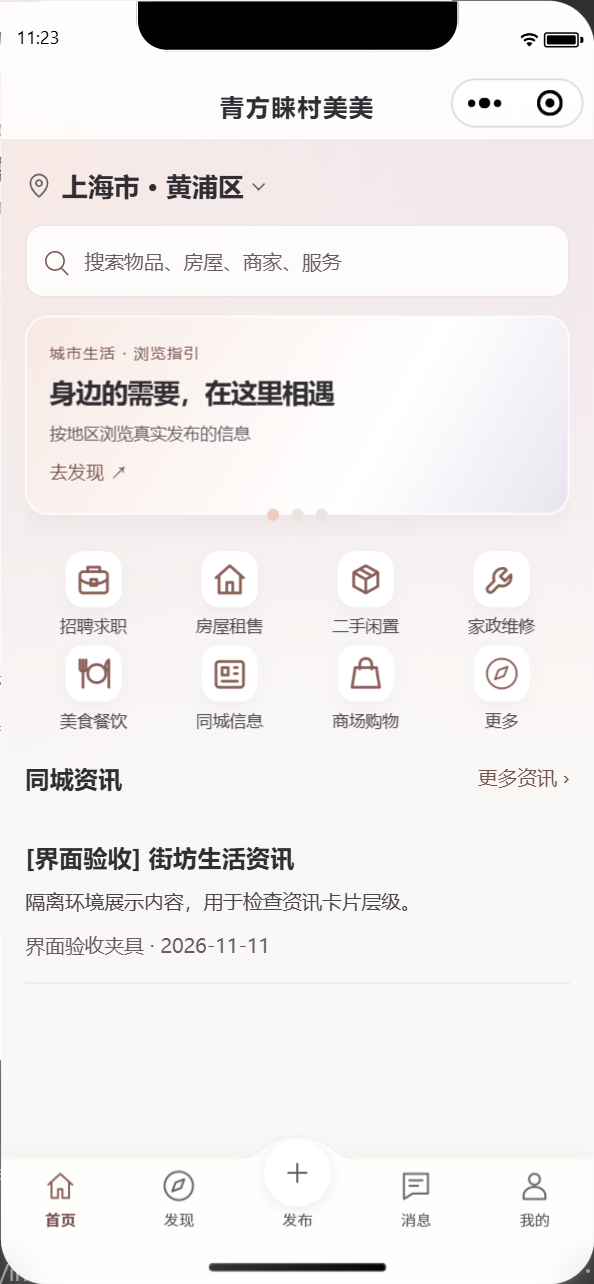 11:23
青方睐村美美
上海市 • 黄浦区
搜索物品、房屋、商家、服务
城市生活 · 浏览指引
身边的需要，在这里相遇
按地区浏览真实发布的信息
去发现 ↗
招聘求职 房屋租售 二手闲置 家政维修
美食餐饮 同城信息 商场购物 更多
同城资讯 更多资讯 ›
[界面验收] 街坊生活资讯
隔离环境展示内容，用于检查资讯卡片层级。
界面验收夹具 · 2026-11-11
首页 发现 发布 消息 我的